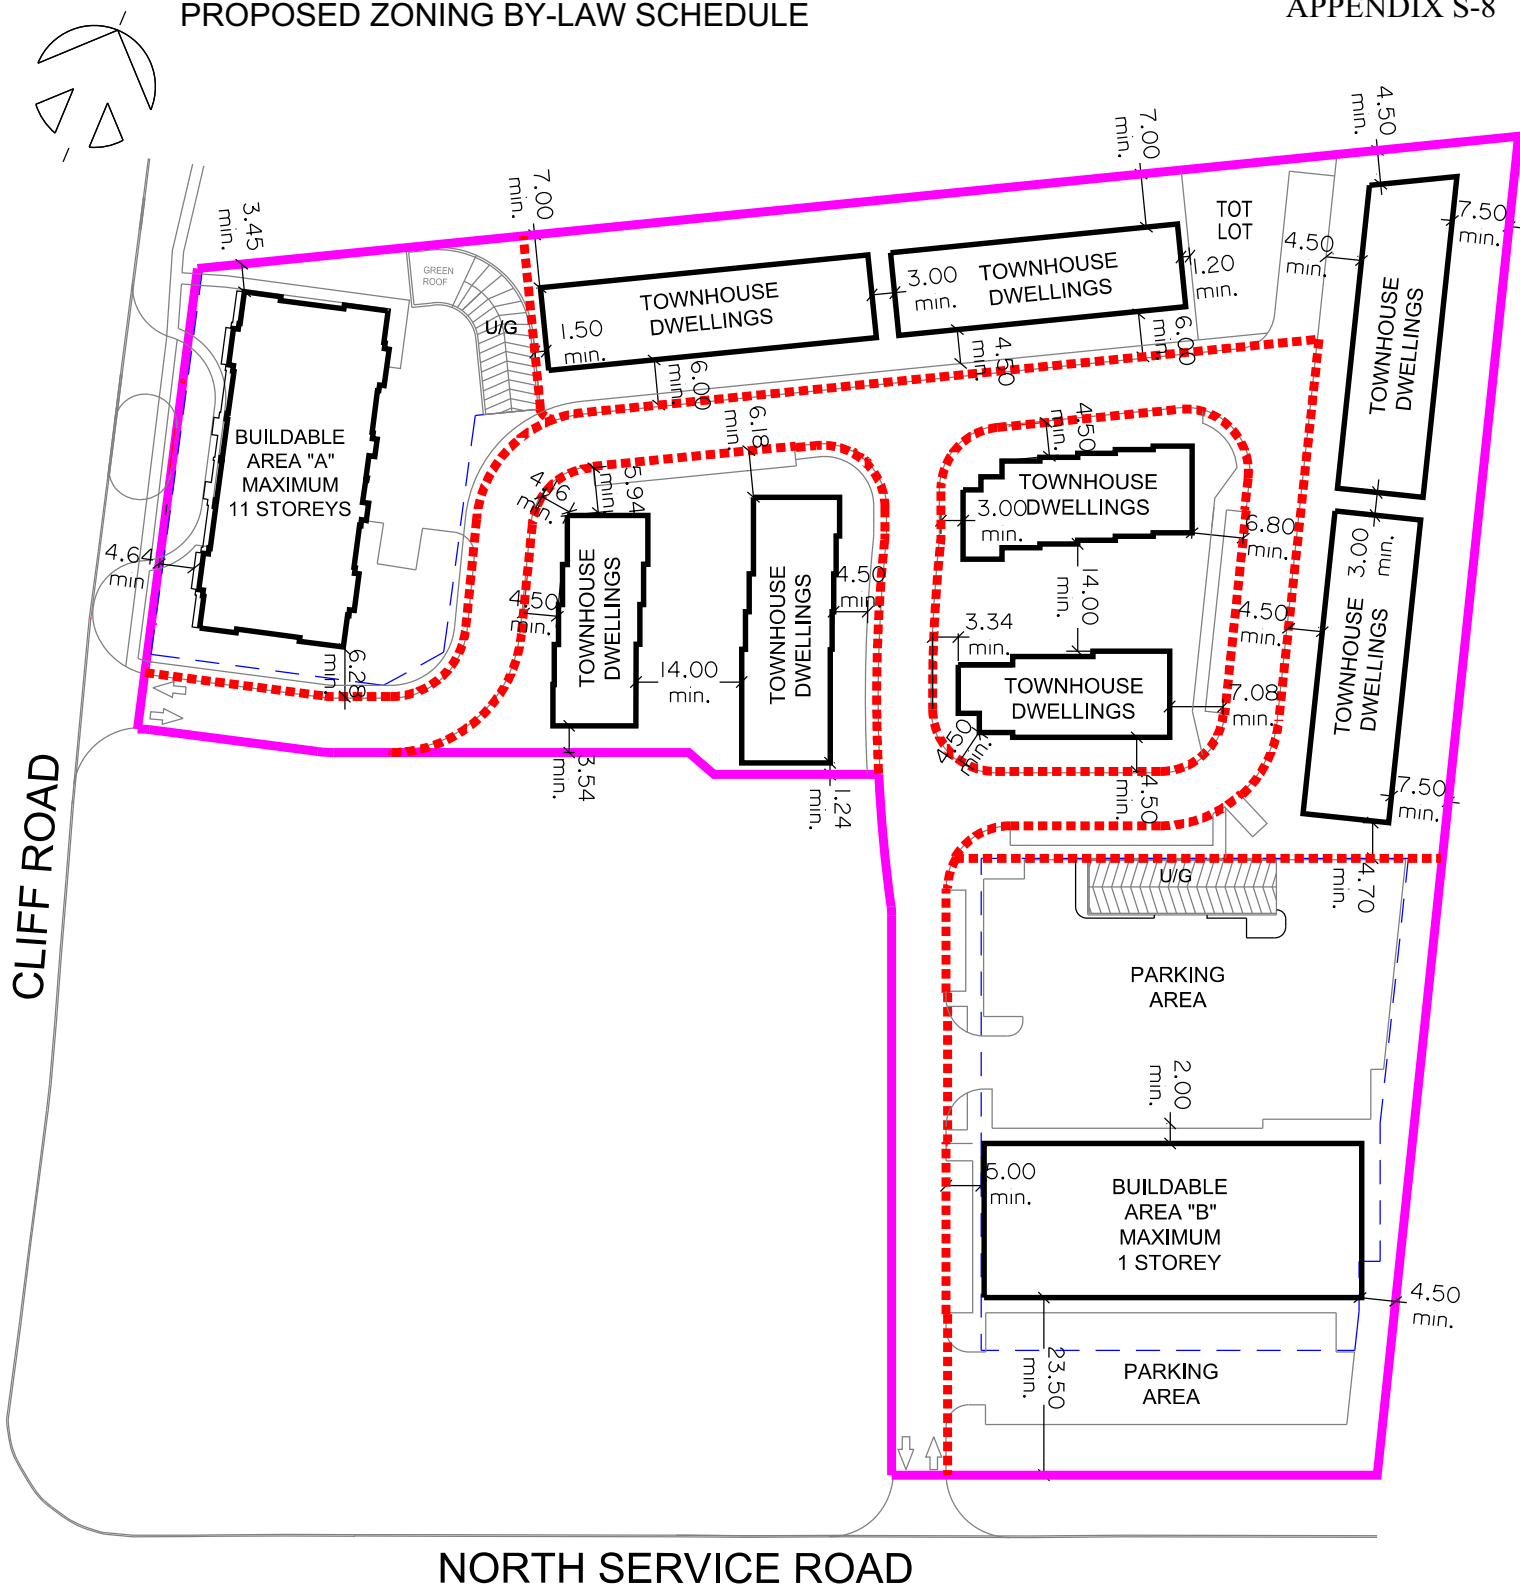 PROPOSED ZONING BY-LAW SCHEDULE
APPENDIX S-8
4.50
min.
7.00
min.
7.00
min.
3.45
min.
TOT
LOT
7.50
min.
4.50
min.
GREEN
ROOF
U/G
TOWNHOUSE
DWELLINGS
3.00
min.
TOWNHOUSE
DWELLINGS
1.20
min.
1.50
min.
6.00
min.
4.50
min.
6.00
min.
TOWNHOUSE
DWELLINGS
BUILDABLE
AREA "A"
MAXIMUM
11 STOREYS
6.18
min.
4.50
min.
4.16
min.
5.94
min.
TOWNHOUSE
DWELLINGS
3.00
min.
6.80
min.
3.00
min.
4.64
min
4.50
min.
TOWNHOUSE
DWELLINGS
TOWNHOUSE
DWELLINGS
4.50
min.
14.00
min.
4.50
min.
TOWNHOUSE
DWELLINGS
3.34
min.
6.28
min.
14.00
min.
TOWNHOUSE
DWELLINGS
7.08
min.
4.50
min.
3.54
min.
1.24
min.
4.50
min.
7.50
min.
4.70
min.
CLIFF ROAD
U/G
PARKING
AREA
2.00
min.
5.00
min.
BUILDABLE
AREA "B"
MAXIMUM
1 STOREY
4.50
min.
23.50
min.
PARKING
AREA
NORTH SERVICE ROAD